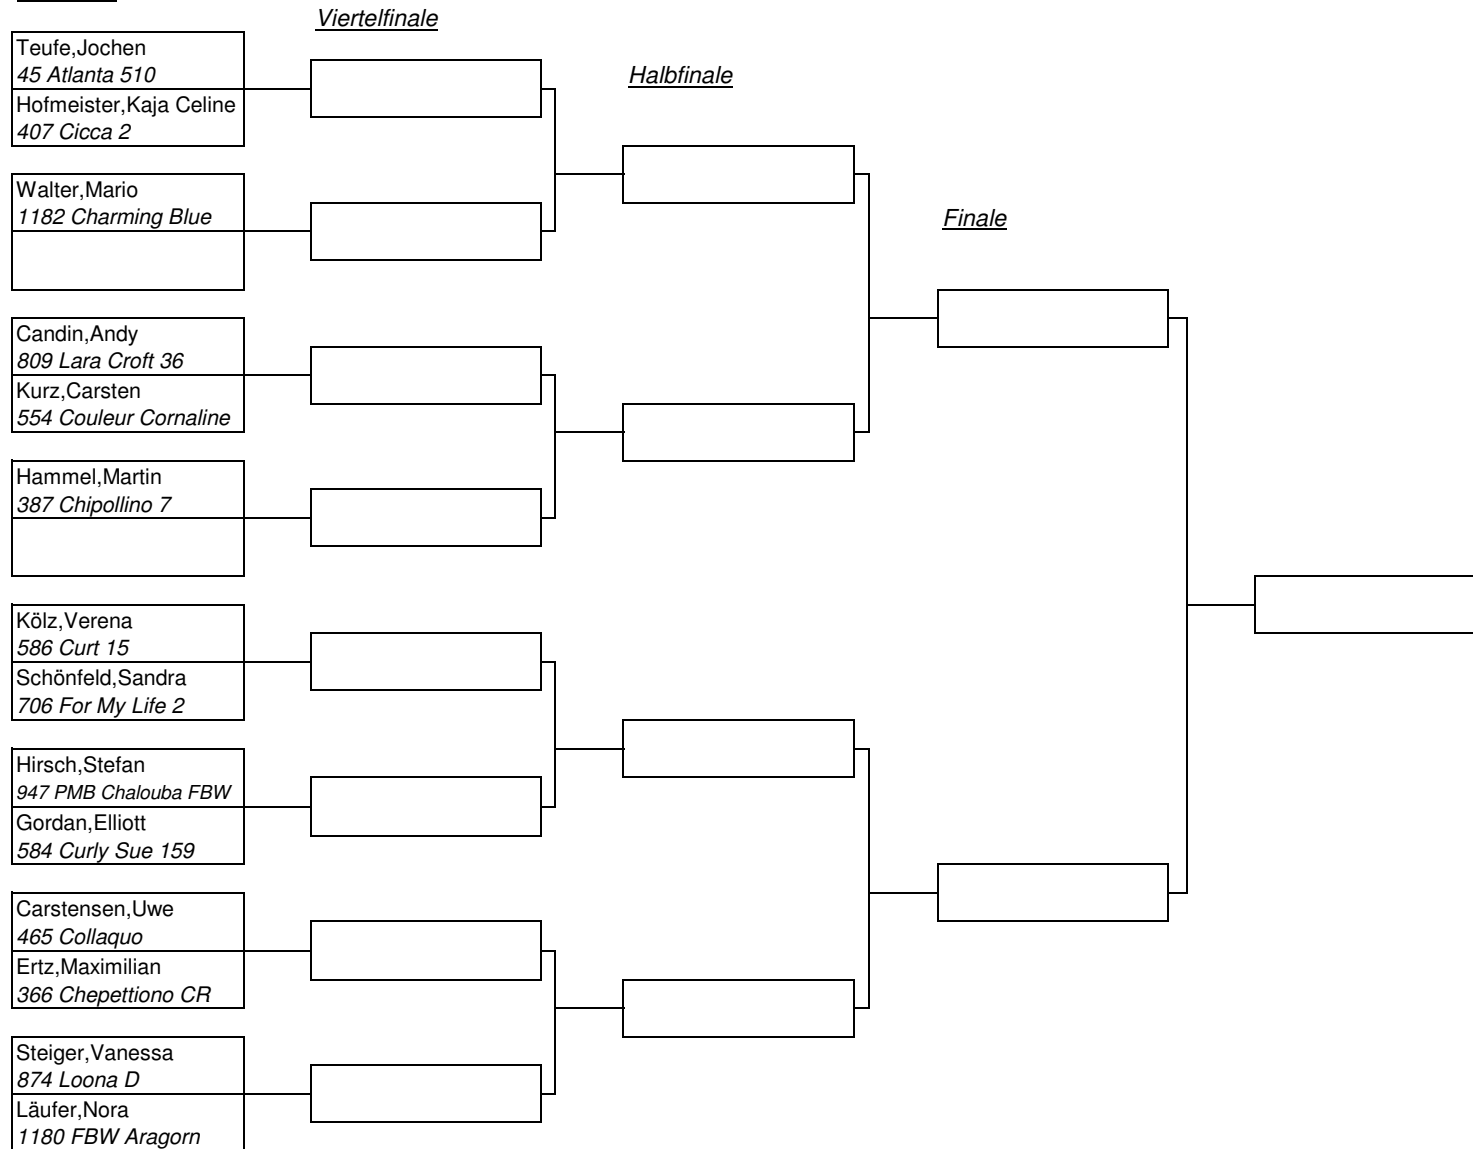 Viertelfinale
Halbfinale
Finale
Teufe,Jochen
45 Atlanta 510
Hofmeister,Kaja Celine
407 Cicca 2
Walter,Mario
1182 Charming Blue
Candin,Andy
809 Lara Croft 36
Kurz,Carsten
554 Couleur Cornaline
Hammel,Martin
387 Chipollino 7
Kölz,Verena
586 Curt 15
Schönfeld,Sandra
706 For My Life 2
Hirsch,Stefan
947 PMB Chalouba FBW
Gordan,Elliott
584 Curly Sue 159
Carstensen,Uwe
465 Collaquo
Ertz,Maximilian
366 Chepettiono CR
Steiger,Vanessa
874 Loona D
Läufer,Nora
1180 FBW Aragorn